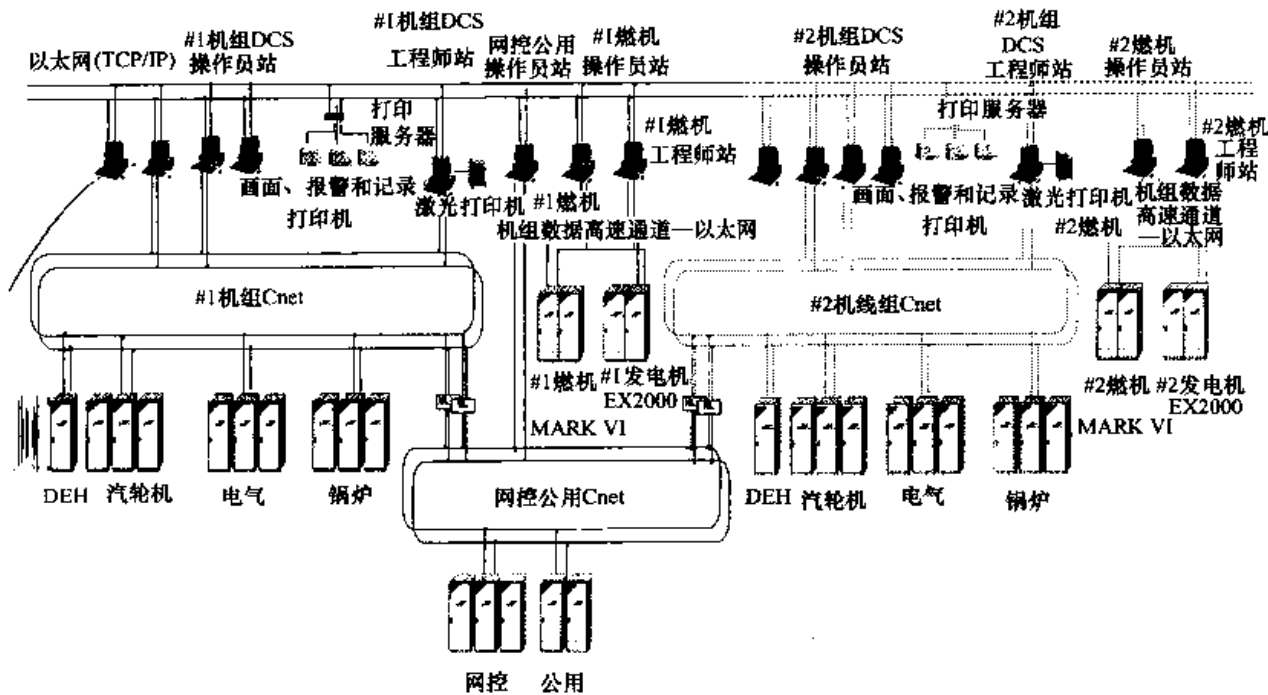 以太网(TCP/IP)
#1机组DCS
操作员站
#1机组DCS
工程师站
网控公用
操作员站
#1燃机
操作员站
#2机组DCS
操作员站
#2机组
DCS
工程师站
#2燃机
操作员站
打印
服务器
#1燃机
工程师站
打印服务器
#2燃机
工程
师站
画面、报警和记录
打印机
激光打印机
#1燃机
机组数据高速通道—以太网
画面、报警和记录
打印机
激光打印机
#2燃机
机组数据
高速通道
—以太网
#1机组Cnet
#2机线组Cnet
#1燃机
#1发电机
EX2000
MARK VI
#2燃机
#2发电机
EX2000
MARK VI
DEH
汽轮机
电气
锅炉
网控公用Cnet
DEH
汽轮机
电气
锅炉
网控
公用